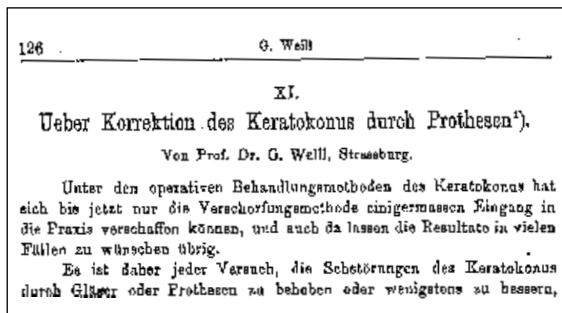 126
G. Weill
XI.
Ueber Korrektion des Keratokonus durch Prothesen¹).
Von Prof. Dr. G. Weill, Strassburg.
Unter den operativen Behandlungsmethoden des Keratokonus hat
sich bis jetzt nur die Verschorfungsmethode einigermassen Eingang in
die Praxis verschaffen können, und auch da lassen die Resultate in vielen
Fällen zu wünschen übrig.
Es ist daher jeder Versuch, die Sehstörungen des Keratokonus
durch Gläser oder Prothesen zu beheben oder wenigstens zu bessern,